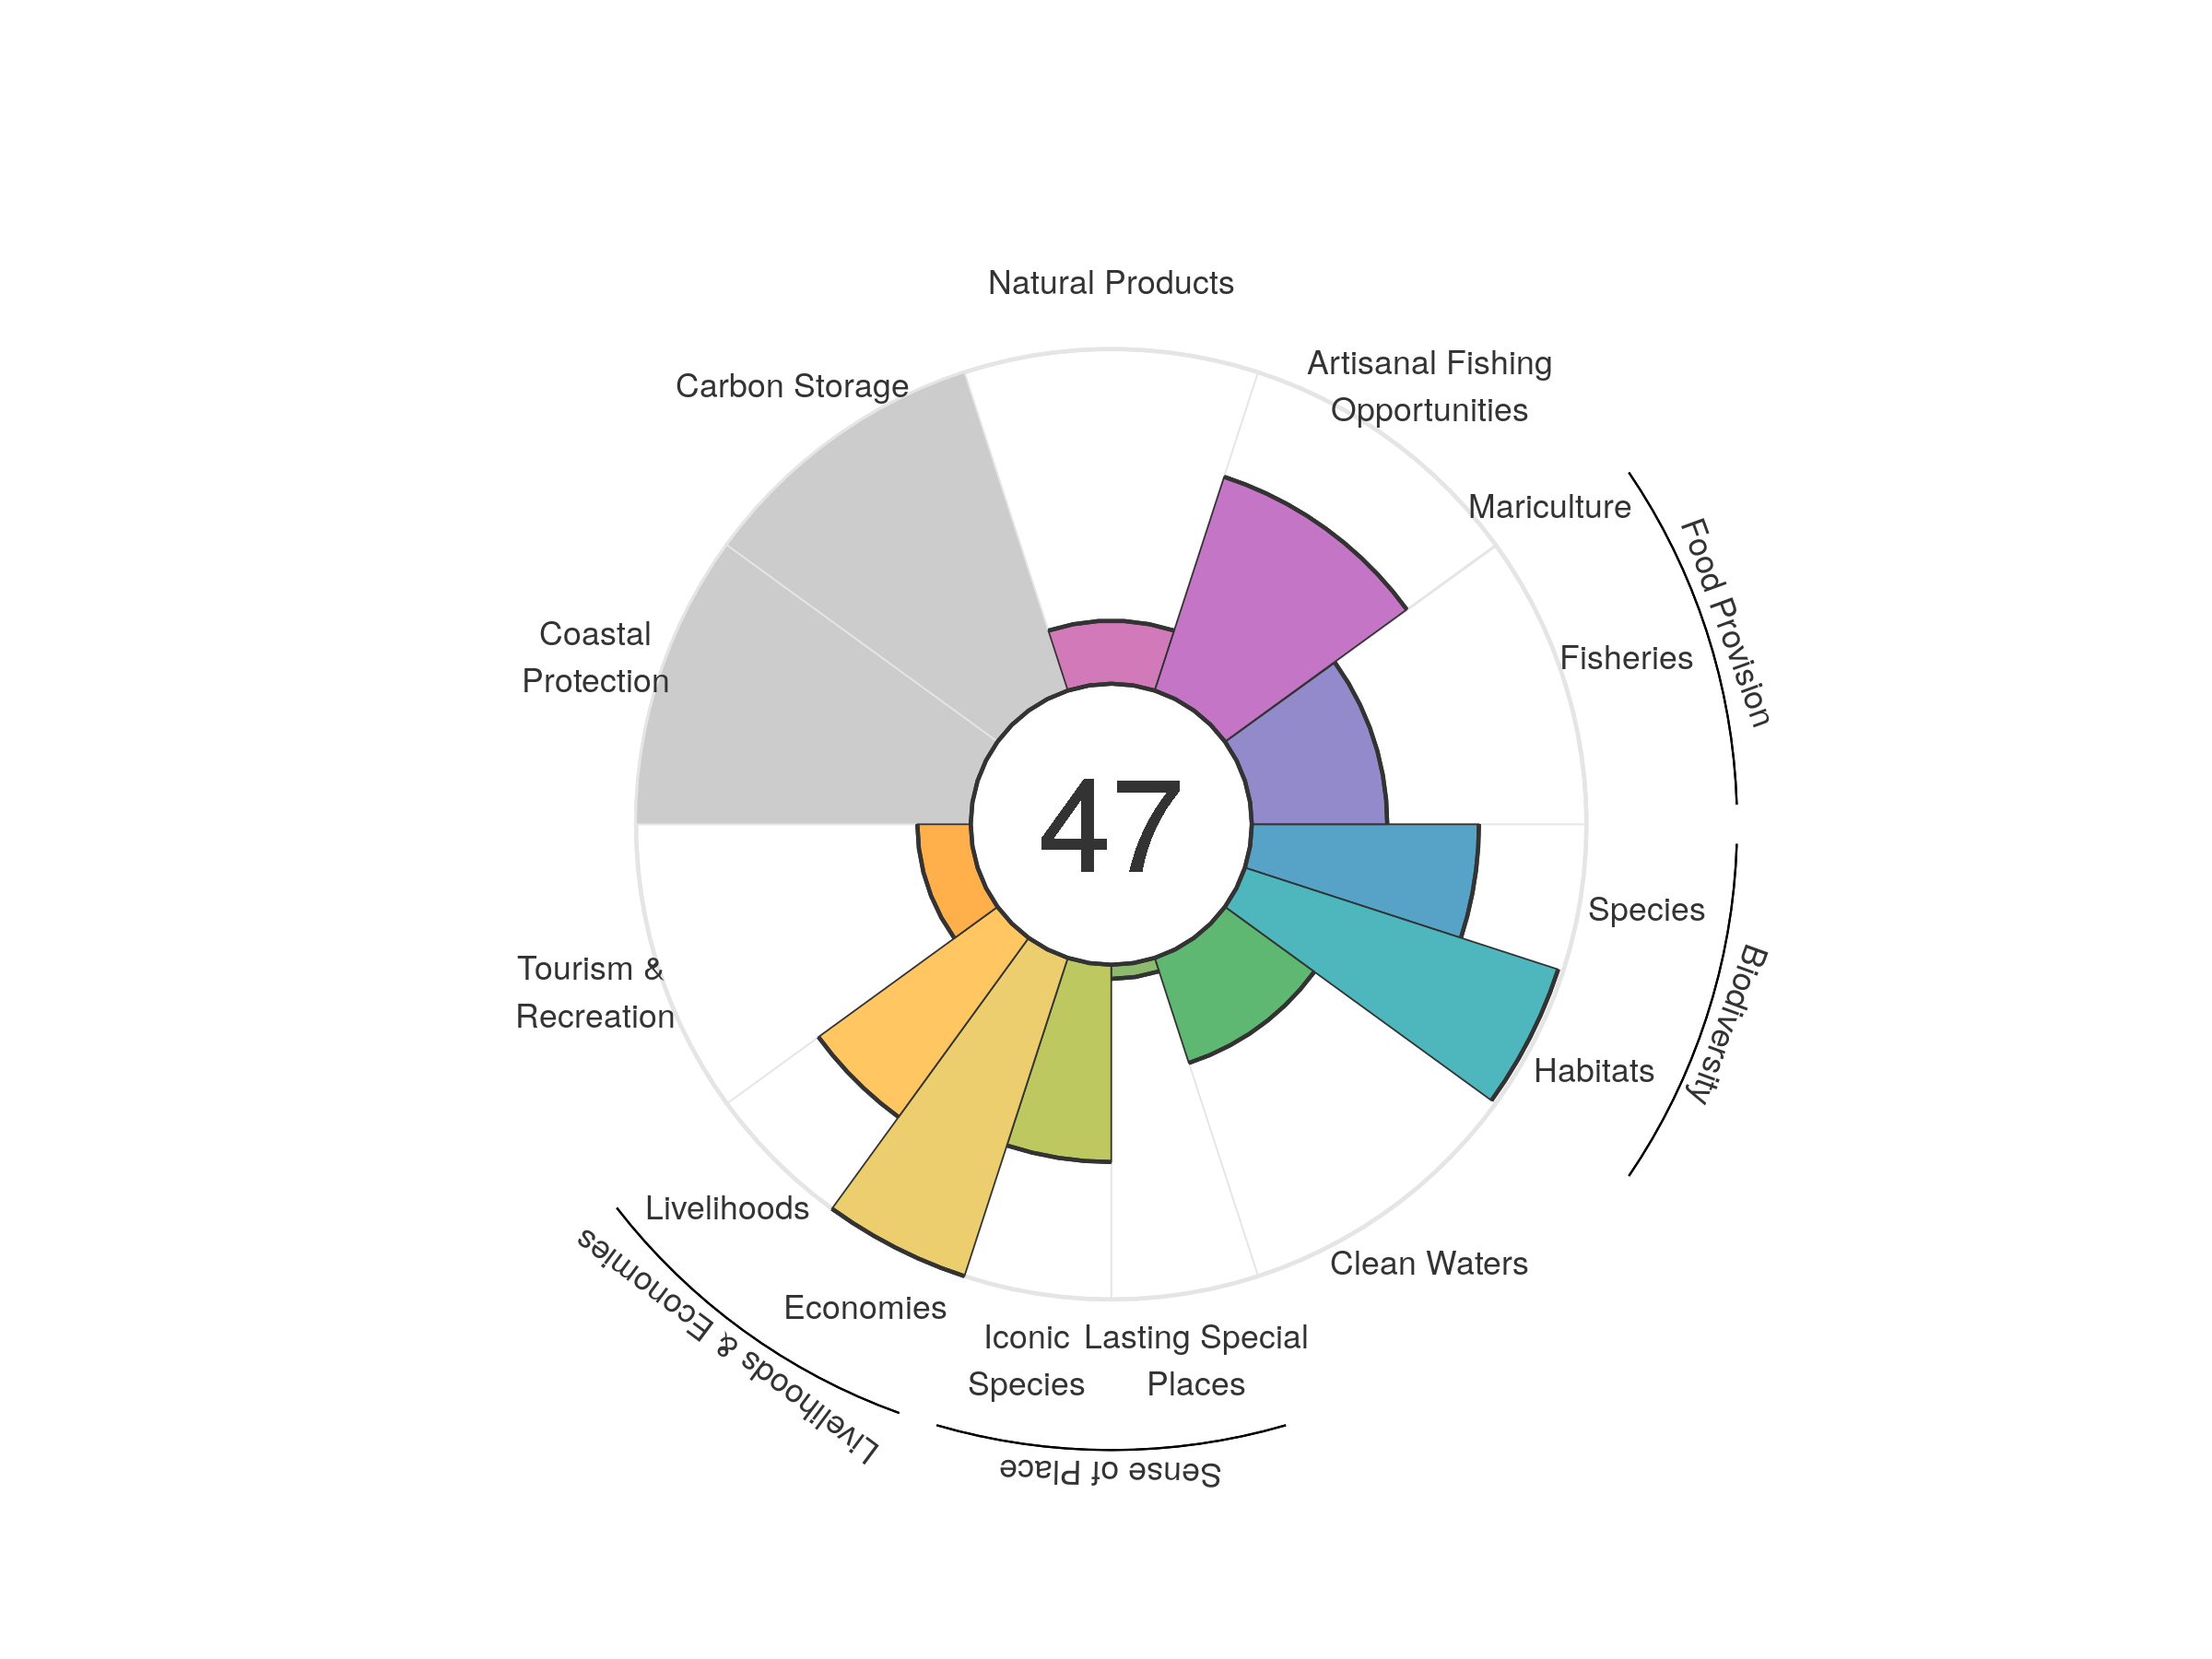 Natural Products
Artisanal Fishing
Opportunities
Carbon Storage
Mariculture
Food Provision
Fisheries
Coastal
Protection
47
Species
Biodiversity
Tourism &
Recreation
Habitats
Livelihoods
Clean Waters
Livelihoods & Economies
Economies
Iconic
Species
Lasting Special
Places
Sense of Place